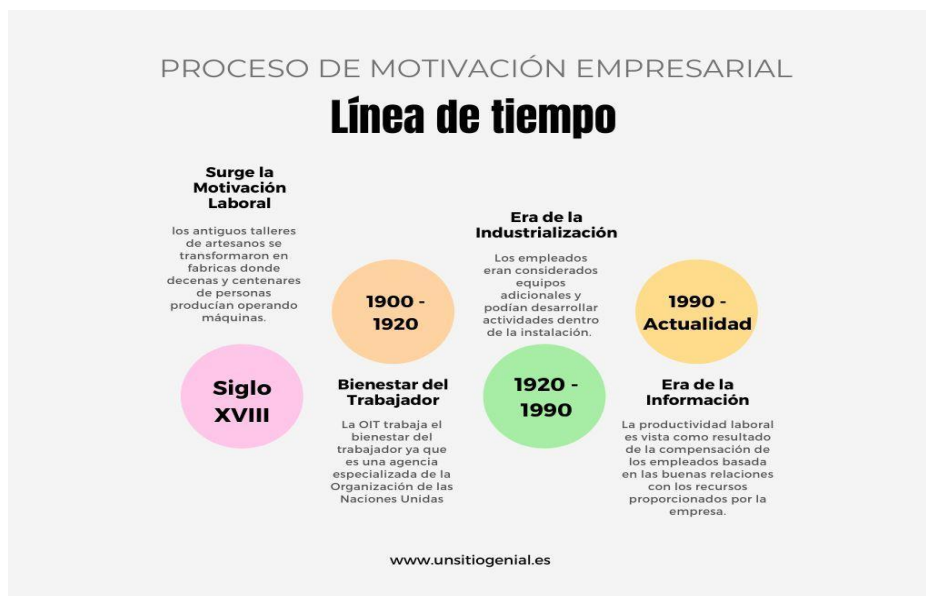 PROCESO DE MOTIVACIÓN EMPRESARIAL
Línea de tiempo
Surge la
Motivación
Laboral
los antiguos talleres
de artesanos se
transformaron en
fabricas donde
decenas y centenares
de personas
producían operando
máquinas.
Siglo
XVIII
1900 -
1920
Bienestar del
Trabajador
La OIT trabaja el
bienestar del
trabajador ya que
es una agencia
especializada de la
Organización de las
Naciones Unidas
Era de la
Industrialización
Los empleados
eran considerados
equipos
adicionales y
podían desarrollar
actividades dentro
de la instalación.
1920 -
1990
1990 -
Actualidad
Era de la
Información
La productividad laboral
es vista como resultado
de la compensación de
los empleados basada
en las buenas relaciones
con los recursos
proporcionados por la
empresa.
www.unsitiogenial.es